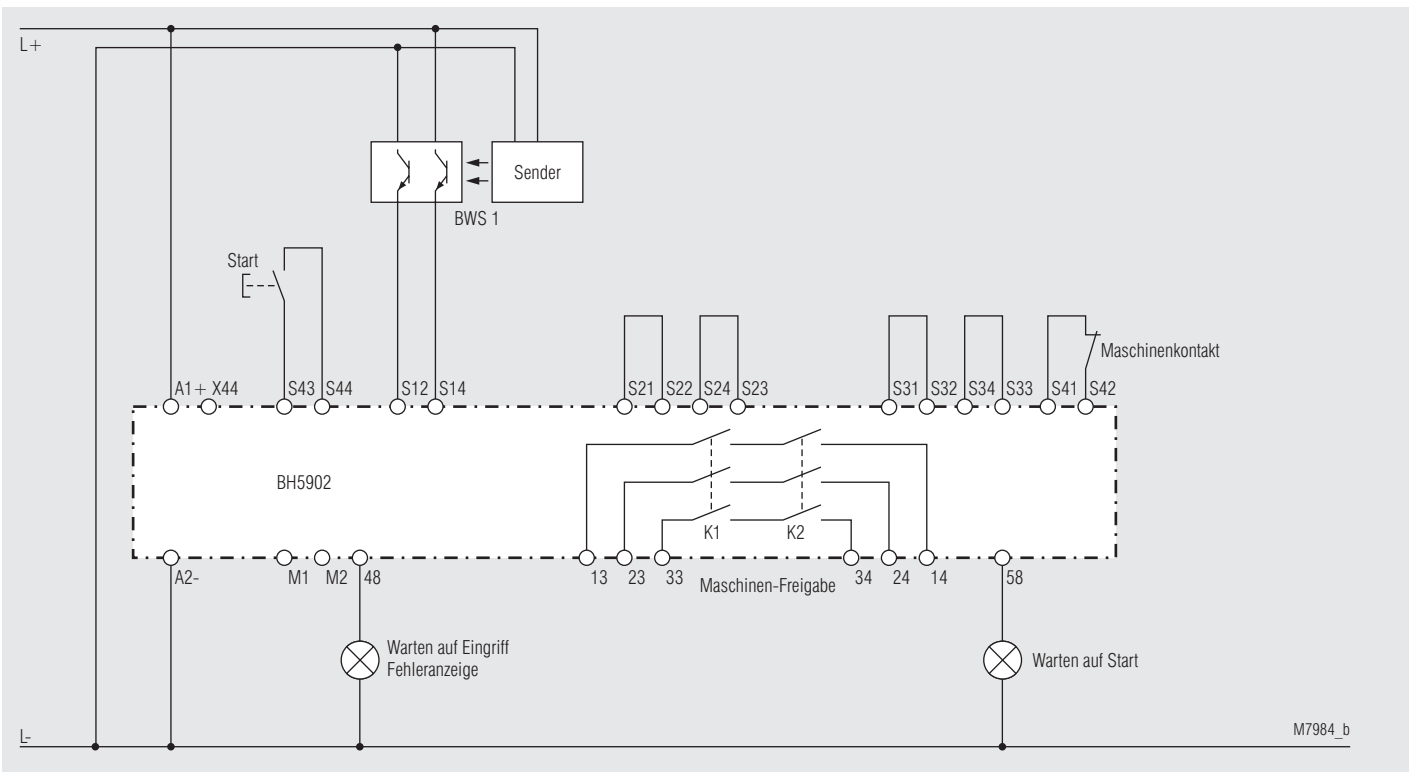 L+
Sender
BWS 1
Start
Maschinenkontakt
A1+ X44 S43 S44 S12 S14 S21 S22 S24 S23 S31 S32 S34 S33 S41 S42
BH5902
K1 K2
A2- M1 M2 48 13 23 33 Maschinen-Freigabe 34 24 14 58
Warten auf Eingriff
Fehleranzeige
Warten auf Start
L-
M7984_b